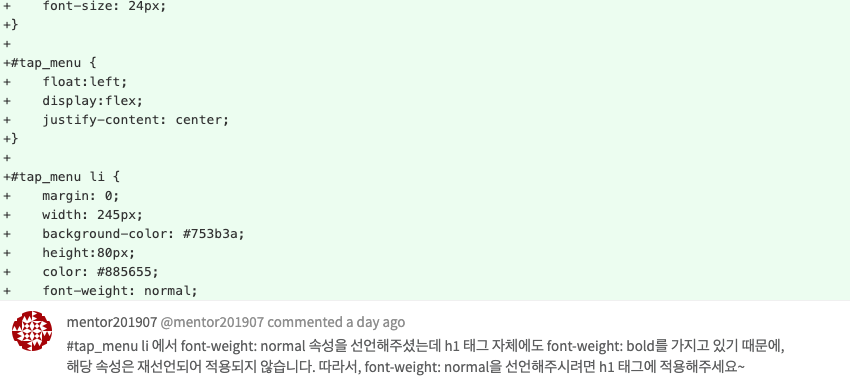 +    font-size: 24px;
+}
+
+#tap_menu {
+    float:left;
+    display:flex;
+    justify-content: center;
+}
+
+#tap_menu li {
+    margin: 0;
+    width: 245px;
+    background-color: #753b3a;
+    height:80px;
+    color: #885655;
+    font-weight: normal;
mentor201907 @mentor201907 commented a day ago
#tap_menu li 에서 font-weight: normal 속성을 선언해주셨는데 h1 태그 자체에도 font-weight: bold를 가지고 있기 때문에,
해당 속성은 재선언되어 적용되지 않습니다. 따라서, font-weight: normal을 선언해주시려면 h1 태그에 적용해주세요~